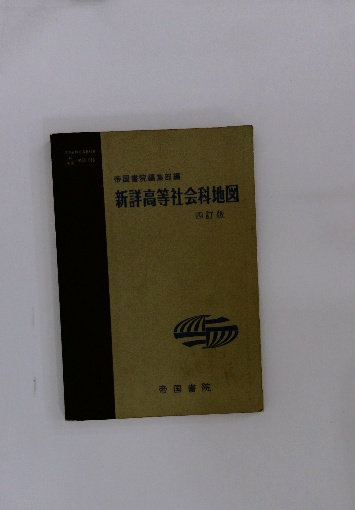 帝国書院編集部編
新詳高等社会科地図
四訂版
帝国書院